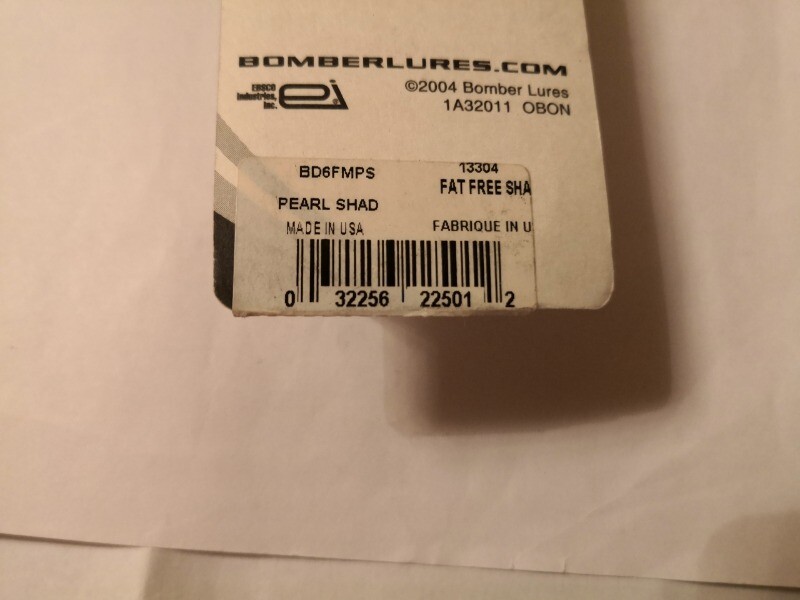 BOMBERLURES.COM
EBSCO
Industries,
Inc.
ei
©2004 Bomber Lures
1A32011 OBON
BD6FMPS
13304
FAT FREE SHA
PEARL SHAD
MADE IN USA
FABRIQUE IN U
0 32256 22501 2